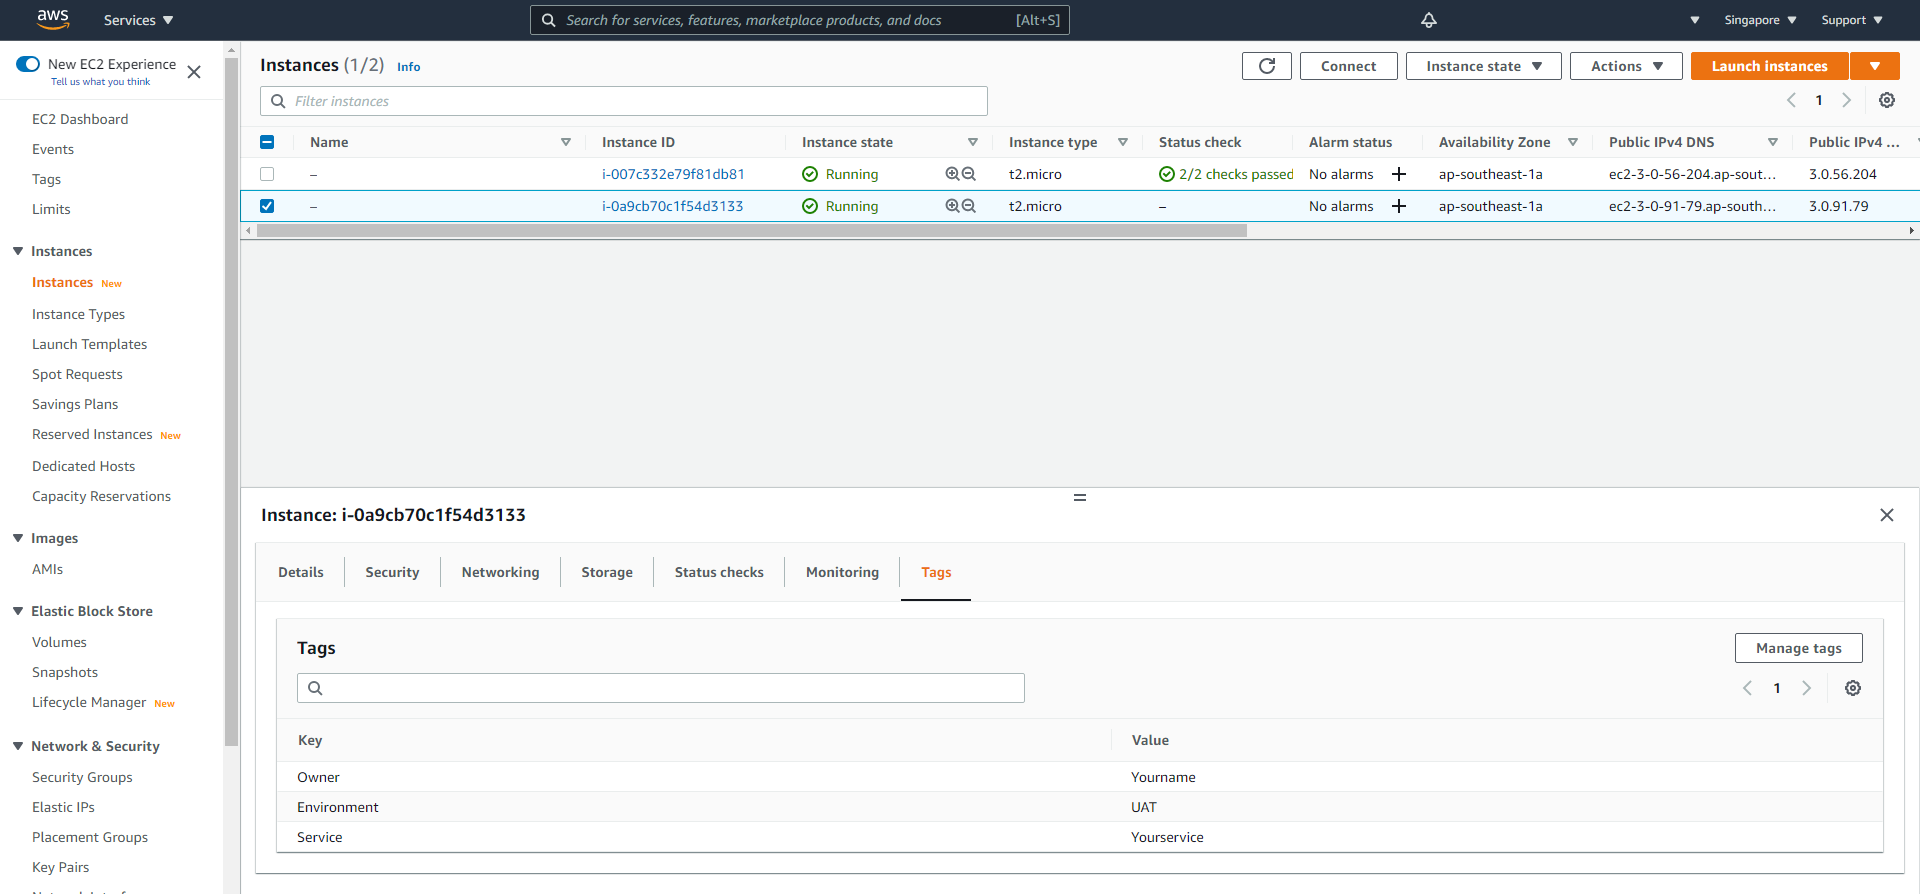 aws Services Search for services, features, marketplace products, and docs [Alt+S] Singapore Support
New EC2 Experience
Tell us what you think
EC2 Dashboard
Events
Tags
Limits
Instances
Instances New
Instance Types
Launch Templates
Spot Requests
Savings Plans
Reserved Instances New
Dedicated Hosts
Capacity Reservations
Images
AMIs
Elastic Block Store
Volumes
Snapshots
Lifecycle Manager New
Network & Security
Security Groups
Elastic IPs
Placement Groups
Key Pairs
Instances (1/2) Info Connect Instance state Actions Launch instances
Filter instances 1
Name Instance ID Instance state Instance type Status check Alarm status Availability Zone Public IPv4 DNS Public IPv4 ...
– i-007c332e79f81db81 Running t2.micro 2/2 checks passed No alarms ap-southeast-1a ec2-3-0-56-204.ap-sout... 3.0.56.204
– i-0a9cb70c1f54d3133 Running t2.micro – No alarms ap-southeast-1a ec2-3-0-91-79.ap-south... 3.0.91.79
Instance: i-0a9cb70c1f54d3133
Details Security Networking Storage Status checks Monitoring Tags
Tags Manage tags
1
Key Value
Owner Yourname
Environment UAT
Service Yourservice